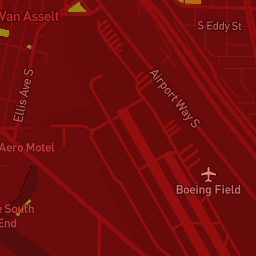 Van Asselt
S Eddy St
Ellis Ave S
Airport Way S
Aero Motel
Boeing Field
e South
End